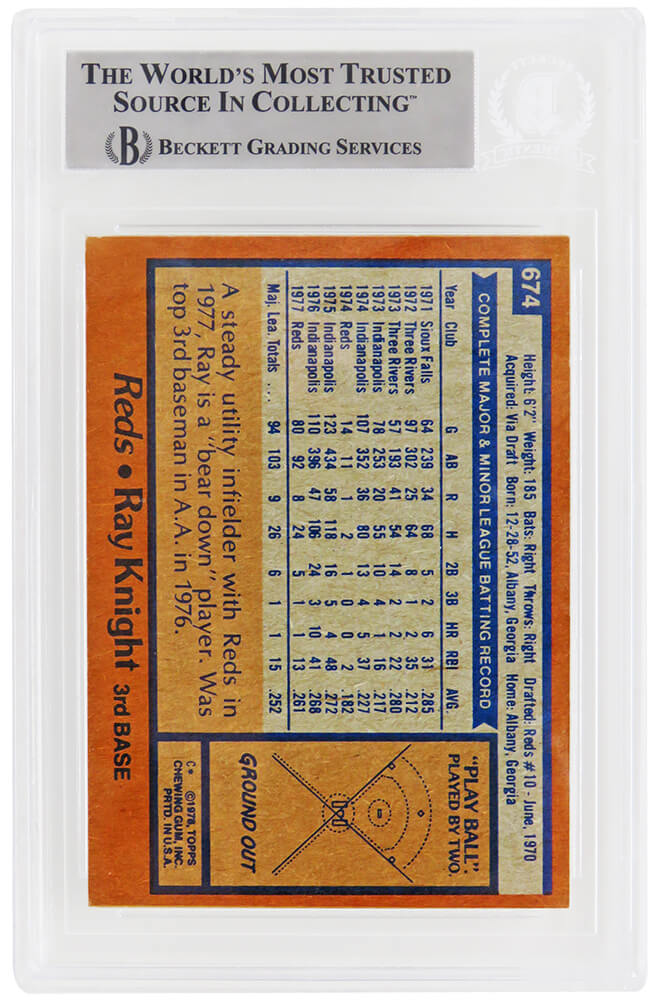 THE WORLD'S MOST TRUSTED
SOURCE IN COLLECTING™
B BECKETT GRADING SERVICES
674
Height: 6'2" Weight: 185 Bats: Right Throws: Right Drafted: Reds #10 - June, 1970
Acquired: Via Draft Born: 12-28-52, Albany, Georgia Home: Albany, Georgia
COMPLETE MAJOR & MINOR LEAGUE BATTING RECORD
Year Club G AB R H 2B 3B HR RBI AVG.
1971 Sioux Falls 64 239 34 68 5 2 6 31 .285
1972 Three Rivers 97 302 25 64 8 1 2 35 .212
1973 Three Rivers 57 193 41 54 14 2 2 22 .280
1973 Indianapolis 78 253 20 55 10 4 1 16 .217
1974 Indianapolis 107 352 36 80 13 4 5 37 .227
1974 Reds 14 11 1 2 1 0 0 2 .182
1975 Indianapolis 123 434 58 118 16 5 4 48 .272
1976 Indianapolis 110 396 47 106 24 3 10 41 .268
1977 Reds 80 92 8 24 5 1 1 13 .261
Maj. Lea. Totals .... 94 103 9 26 6 1 1 15 .252
A steady utility infielder with Reds in
1977, Ray is a "bear down" player. Was
top 3rd baseman in A.A. in 1976.
"PLAY BALL"
PLAYED BY TWO.
GROUND OUT
Reds • Ray Knight 3rd BASE
C* ©1978, TOPPS
CHEWING GUM, INC.
PRTD. IN U.S.A.